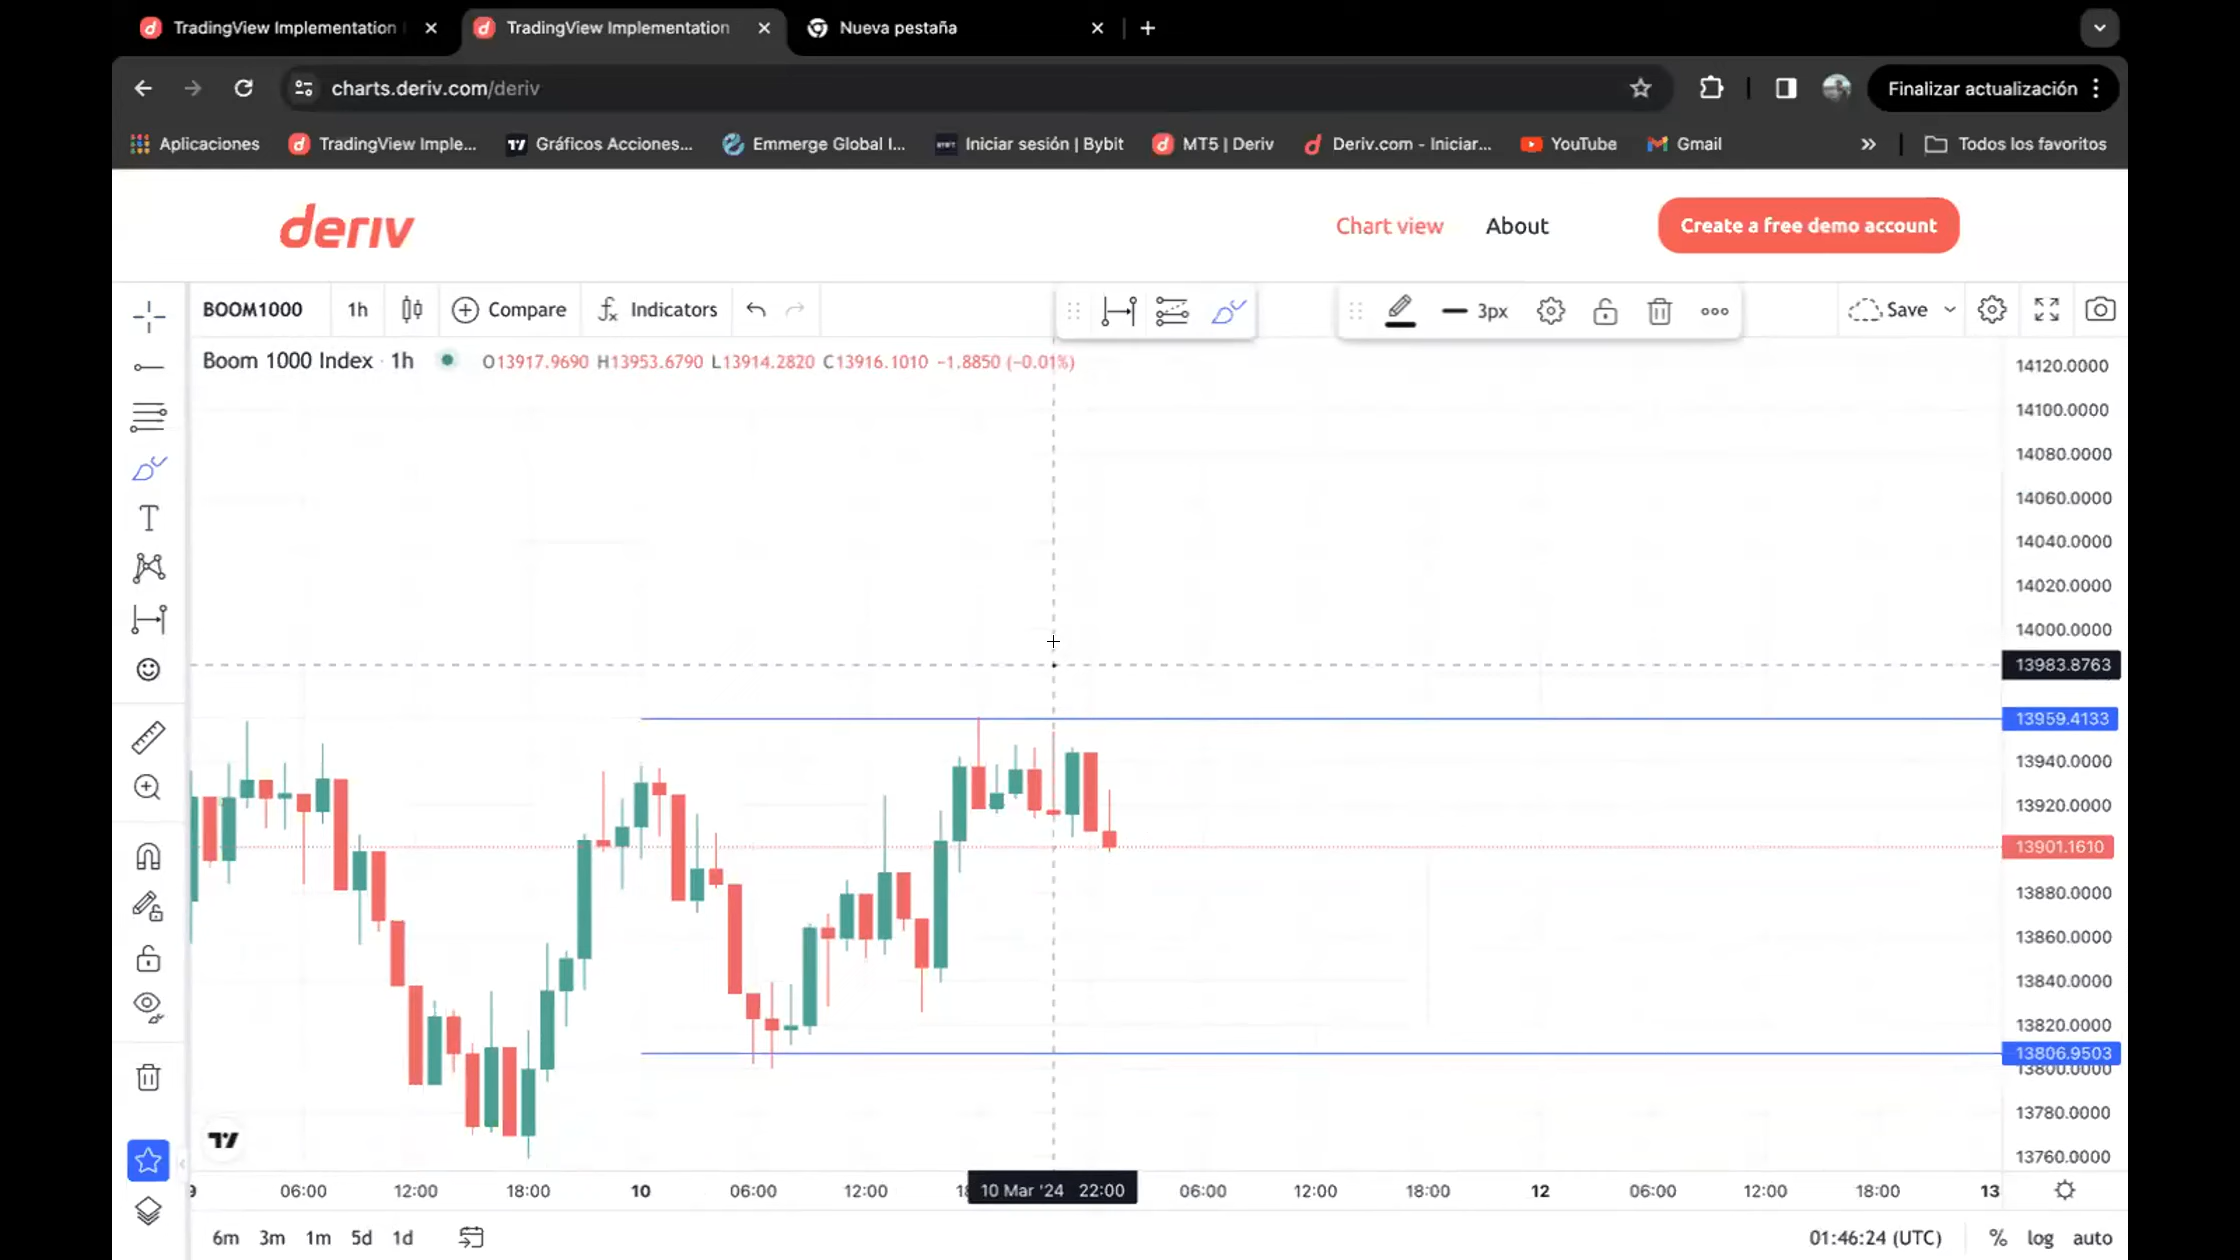 TradingView Implementation
TradingView Implementation
Nueva pestaña
charts.deriv.com/deriv
Finalizar actualización
Aplicaciones
TradingView Imple...
Gráficos Acciones...
Emmerge Global I...
Iniciar sesión | Bybit
MT5 | Deriv
Deriv.com - Iniciar...
YouTube
Gmail
Todos los favoritos
deriv
Chart view
About
Create a free demo account
BOOM1000
1h
Compare
Indicators
3px
Save
Boom 1000 Index · 1h
O13917.9690 H13953.6790 L13914.2820 C13916.1010 −1.8850 (−0.01%)
14120.0000
14100.0000
14080.0000
14060.0000
14040.0000
14020.0000
14000.0000
13983.8763
13959.4133
13940.0000
13920.0000
13901.1610
13880.0000
13860.0000
13840.0000
13820.0000
13806.9503
13800.0000
13780.0000
13760.0000
06:00
12:00
18:00
10
06:00
12:00
10 Mar '24 22:00
06:00
12:00
18:00
12
06:00
12:00
18:00
13
6m
3m
1m
5d
1d
01:46:24 (UTC)
%
log
auto